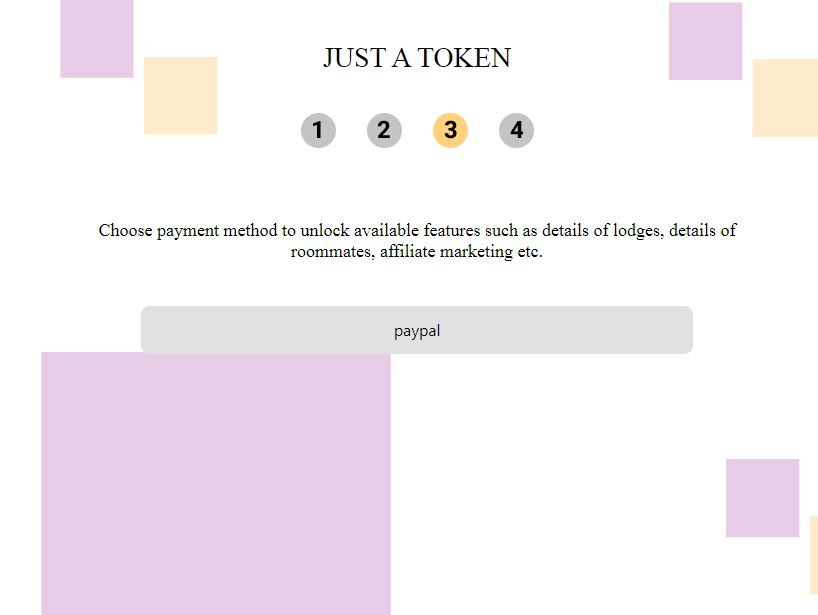 JUST A TOKEN
1 2 3 4
Choose payment method to unlock available features such as details of lodges, details of
roommates, affiliate marketing etc.
paypal